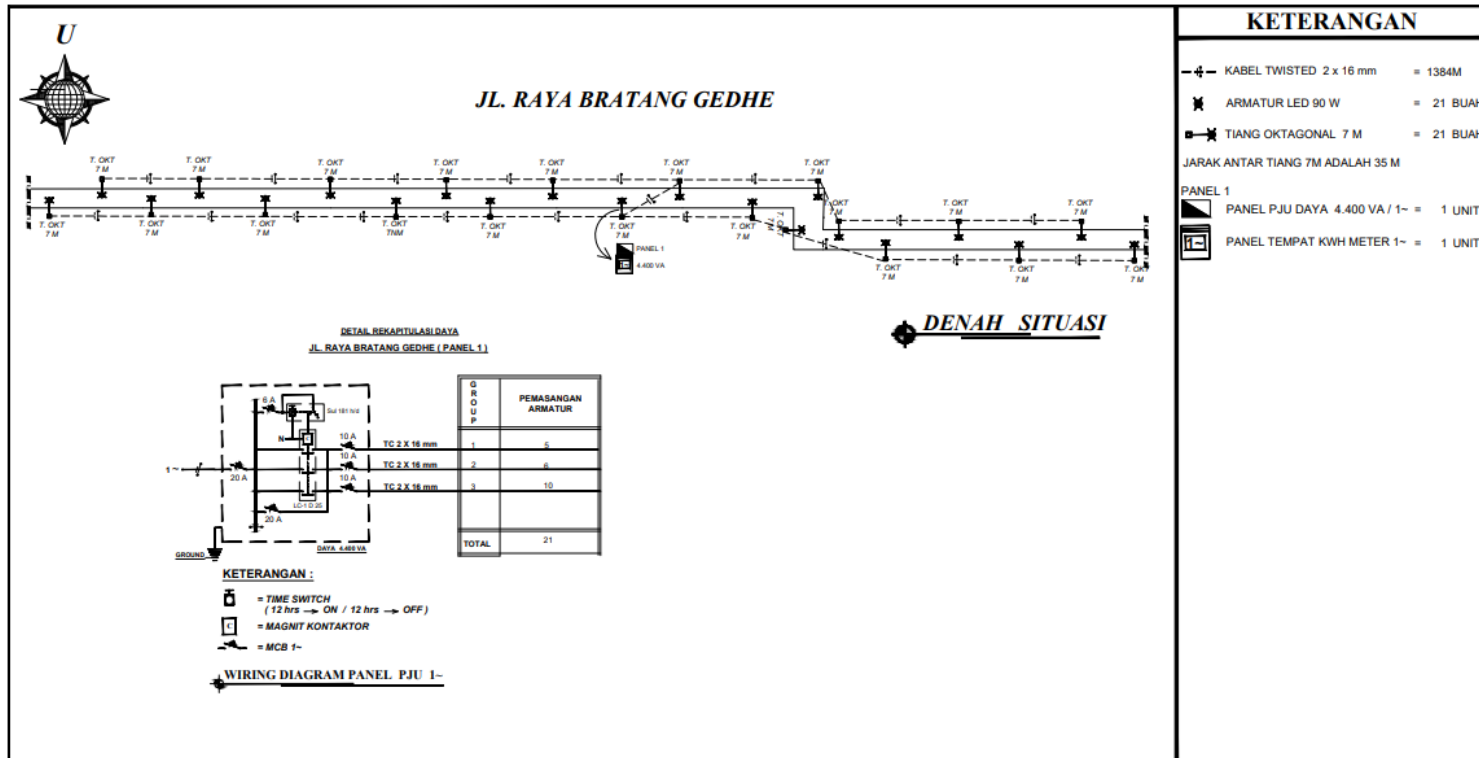 U
JL. RAYA BRATANG GEDHE
T. OKT
7 M
T. OKT
7 M
T. OKT
7 M
T. OKT
7 M
T. OKT
7 M
T. OKT
7 M
T. OKT
7 M
T. OKT
7 M
T. OKT
7 M
T. OKT
7 M
T. OKT
7 M
T. OKT
7 M
T. OKT
7 M
T. OKT
TNM
T. OKT
7 M
T. OKT
7 M
T. OKT
7 M
T. OKT
7 M
T. OKT
7 M
T. OKT
7 M
T. OKT
7 M
PANEL 1
1~
4.400 VA
DENAH SITUASI
DETAIL REKAPITULASI DAYA
JL. RAYA BRATANG GEDHE ( PANEL 1 )
6 A
Sul 181 h/d
N
C
10 A
TC 2 X 16 mm
10 A
1 ~
TC 2 X 16 mm
20 A
10 A
TC 2 X 16 mm
LC-1 D 25
20 A
GROUND
DAYA 4.400 VA
GROUP
PEMASANGAN
ARMATUR
1 5
2 6
3 10
TOTAL 21
KETERANGAN :
= TIME SWITCH
( 12 hrs → ON / 12 hrs → OFF )
C = MAGNIT KONTAKTOR
= MCB 1~
WIRING DIAGRAM PANEL PJU 1~
KETERANGAN
KABEL TWISTED 2 x 16 mm = 1384M
ARMATUR LED 90 W = 21 BUAH
TIANG OKTAGONAL 7 M = 21 BUAH
JARAK ANTAR TIANG 7M ADALAH 35 M
PANEL 1
PANEL PJU DAYA 4.400 VA / 1~ = 1 UNIT
1~ PANEL TEMPAT KWH METER 1~ = 1 UNIT